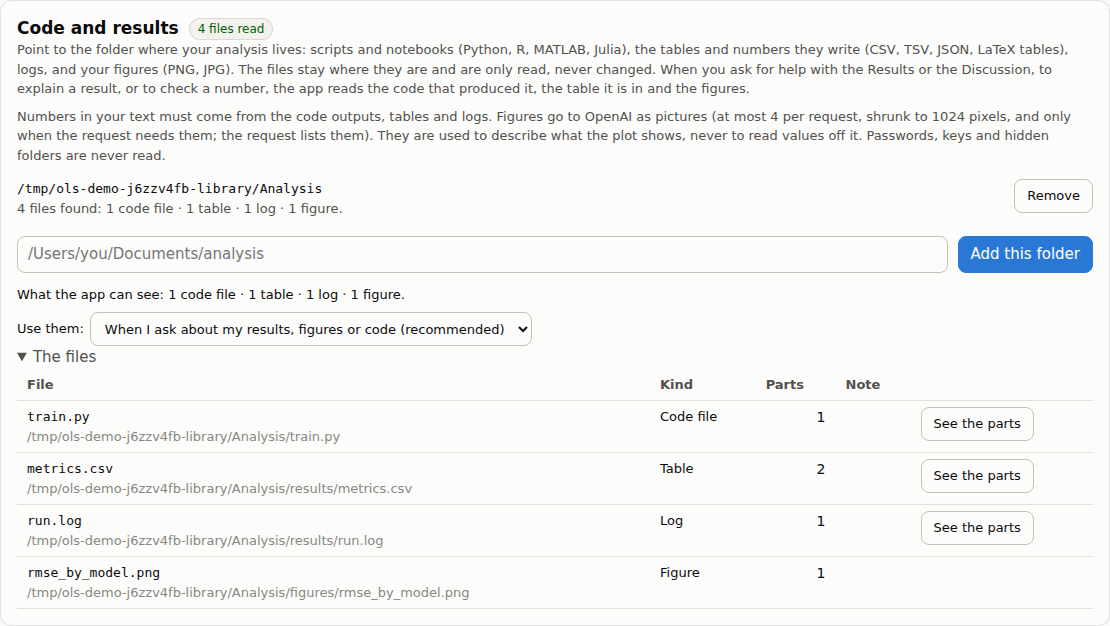 Code and results 4 files read
Point to the folder where your analysis lives: scripts and notebooks (Python, R, MATLAB, Julia), the tables and numbers they write (CSV, TSV, JSON, LaTeX tables),
logs, and your figures (PNG, JPG). The files stay where they are and are only read, never changed. When you ask for help with the Results or the Discussion, to
explain a result, or to check a number, the app reads the code that produced it, the table it is in and the figures.
Numbers in your text must come from the code outputs, tables and logs. Figures go to OpenAI as pictures (at most 4 per request, shrunk to 1024 pixels, and only
when the request needs them; the request lists them). They are used to describe what the plot shows, never to read values off it. Passwords, keys and hidden
folders are never read.
/tmp/ols-demo-j6zzv4fb-library/Analysis
4 files found: 1 code file · 1 table · 1 log · 1 figure.
Remove
/Users/you/Documents/analysis
Add this folder
What the app can see: 1 code file · 1 table · 1 log · 1 figure.
Use them: When I ask about my results, figures or code (recommended)
▼ The files
File Kind Parts Note
train.py Code file 1 See the parts
/tmp/ols-demo-j6zzv4fb-library/Analysis/train.py
metrics.csv Table 2 See the parts
/tmp/ols-demo-j6zzv4fb-library/Analysis/results/metrics.csv
run.log Log 1 See the parts
/tmp/ols-demo-j6zzv4fb-library/Analysis/results/run.log
rmse_by_model.png Figure 1
/tmp/ols-demo-j6zzv4fb-library/Analysis/figures/rmse_by_model.png